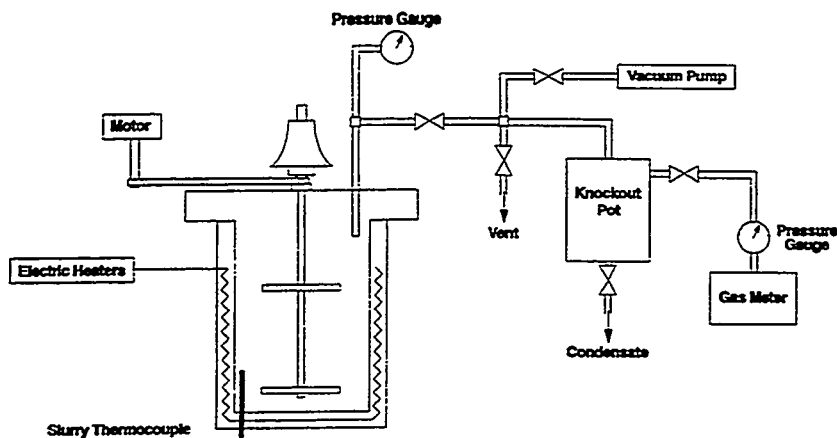 Pressure Gauge
Vacuum Pump
Motor
Knockout
Pot
Vent
Pressure
Gauge
Electric Heaters
Gas Meter
Condensate
Slurry Thermocouple